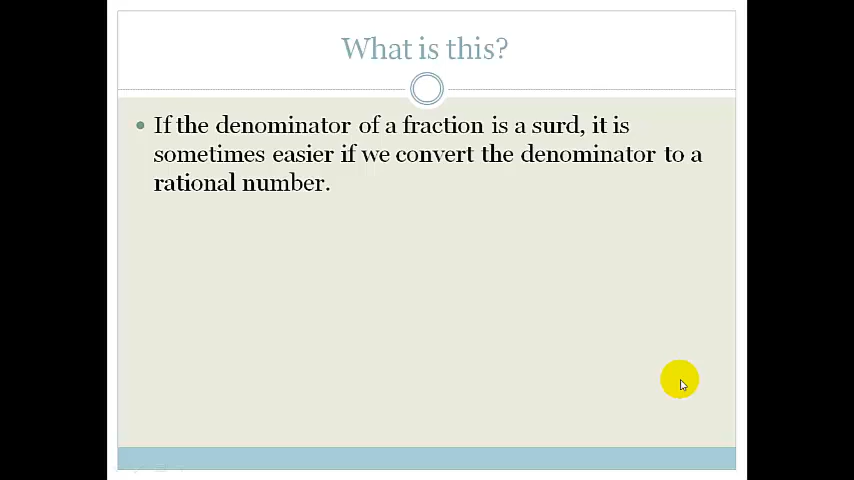 What is this?
If the denominator of a fraction is a surd, it is
sometimes easier if we convert the denominator to a
rational number.